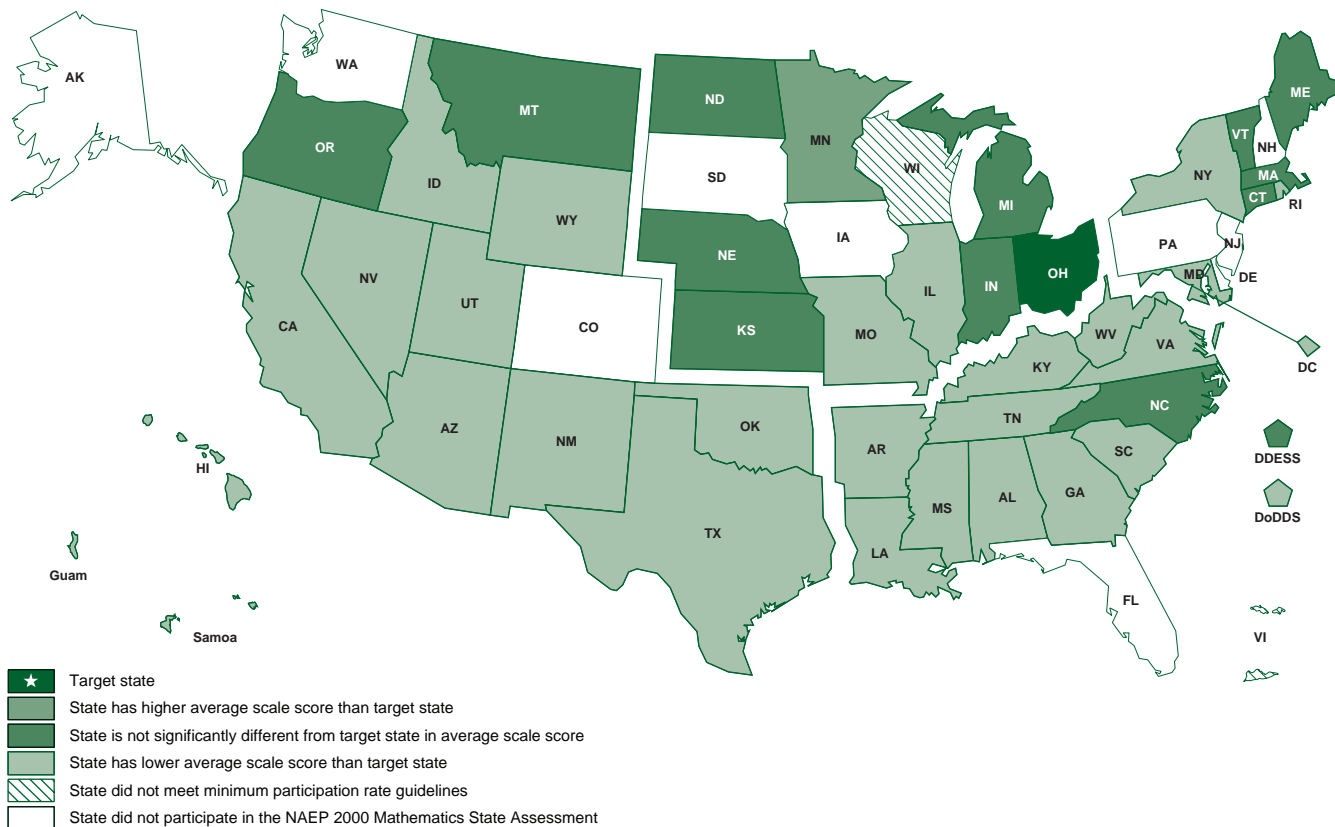 AK
WA
MT
ND
MN
ME
VT
NH
OR
ID
SD
WI
NY
MA
CT
RI
WY
MI
IA
PA
NJ
NE
OH
IN
IL
MD
DE
NV
UT
CO
KS
MO
WV
VA
CA
KY
DC
AZ
NM
OK
TN
NC
AR
SC
DDESS
HI
MS
AL
GA
DoDDS
TX
LA
Guam
FL
Samoa
VI
Target state
State has higher average scale score than target state
State is not significantly different from target state in average scale score
State has lower average scale score than target state
State did not meet minimum participation rate guidelines
State did not participate in the NAEP 2000 Mathematics State Assessment